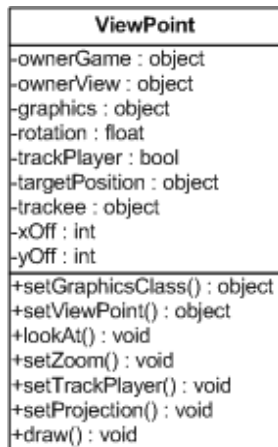 ViewPoint
-ownerGame : object
-ownerView : object
-graphics : object
-rotation : float
-trackPlayer : bool
-targetPosition : object
-trackee : object
-xOff : int
-yOff : int
+setGraphicsClass() : object
+setViewPoint() : object
+lookAt() : void
+setZoom() : void
+setTrackPlayer() : void
+setProjection() : void
+draw() : void